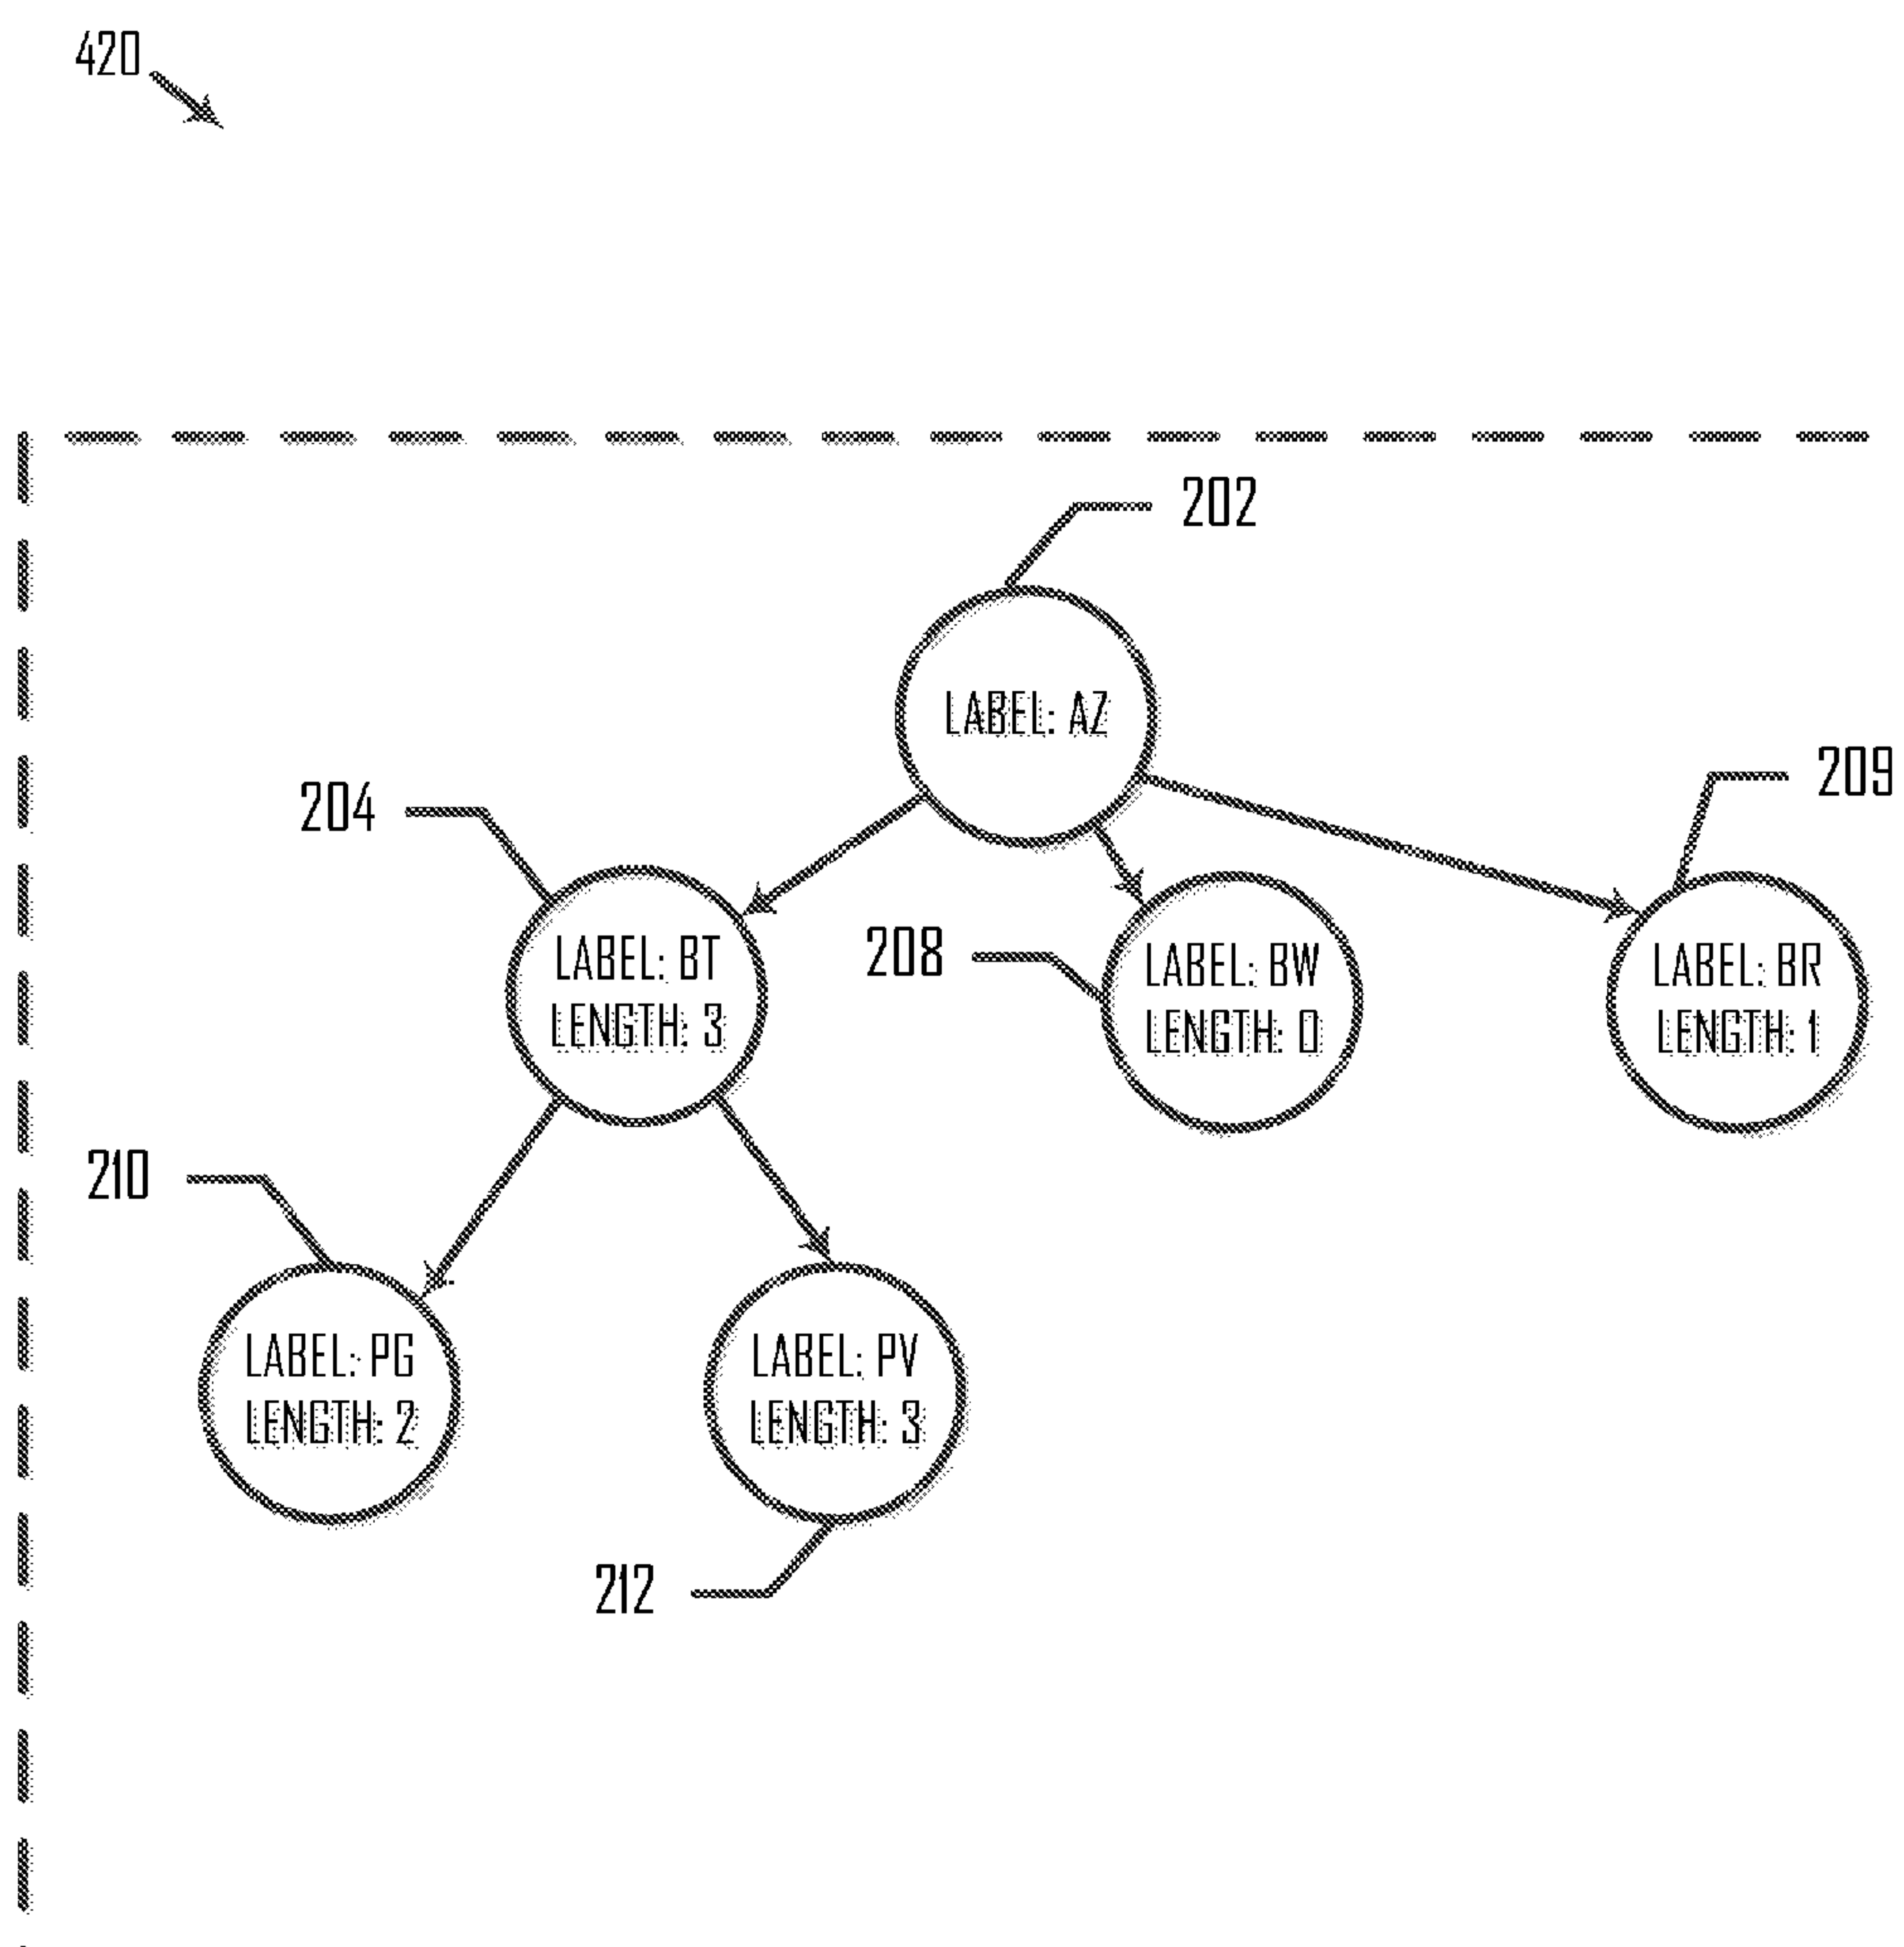 420
202
LABEL: AZ
209
204
LABEL: BT
LENGTH: 3
208
LABEL: BW
LENGTH: 0
LABEL: BR
LENGTH: 1
210
LABEL: PG
LENGTH: 2
LABEL: PV
LENGTH: 3
212